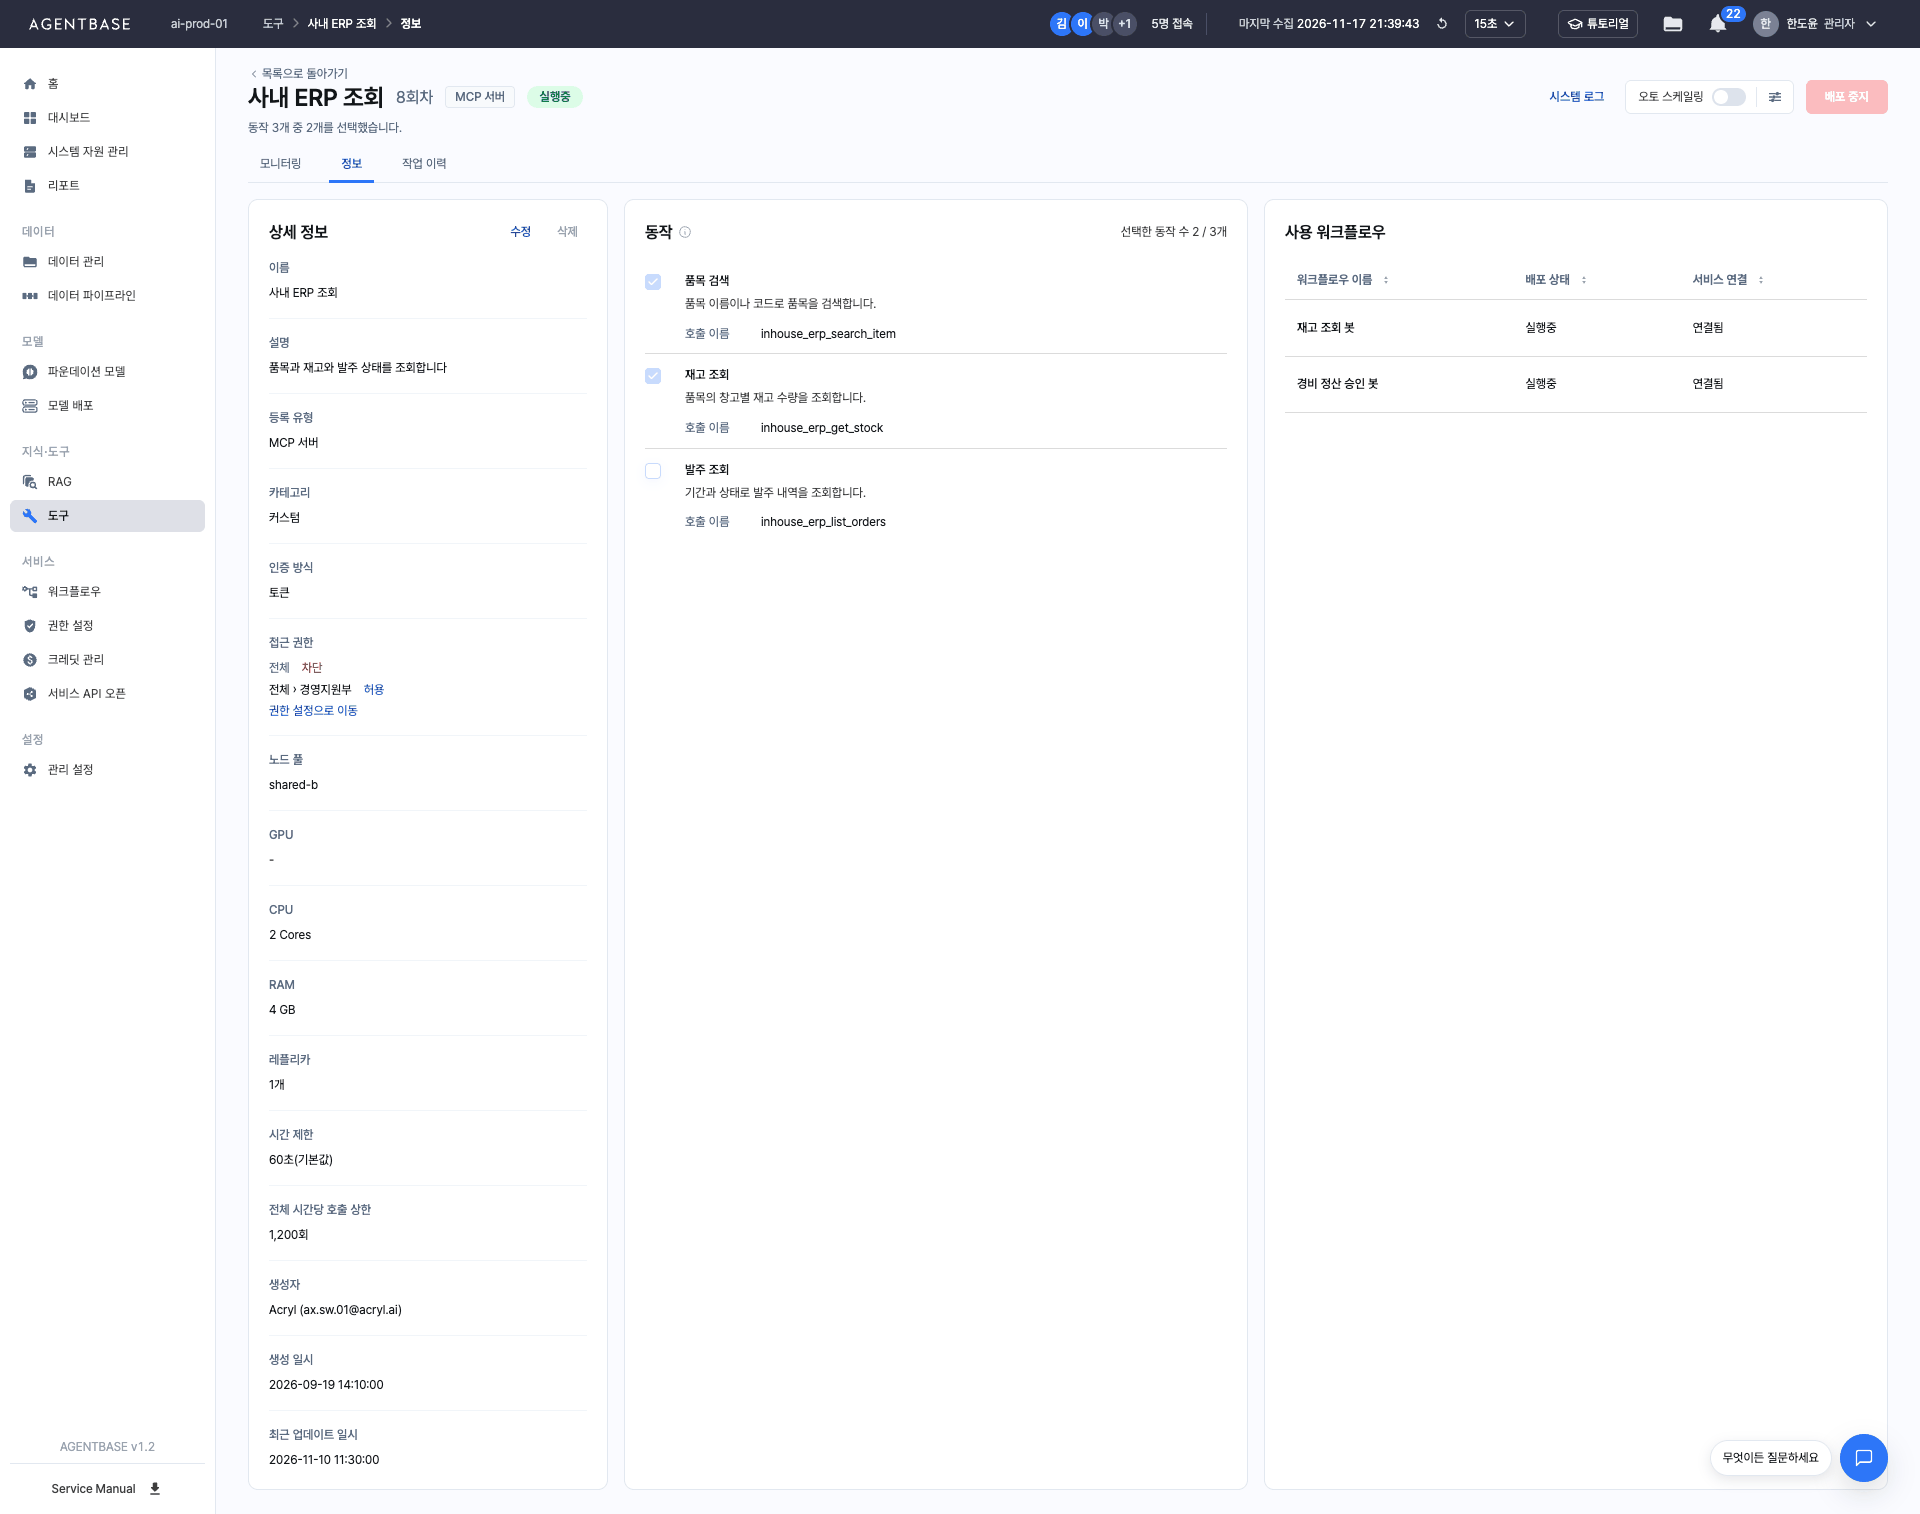 AGENTBASE
ai-prod-01
도구 > 사내 ERP 조회 > 정보
김 이 박 +1 5명 접속
마지막 수집 2026-11-17 21:39:43
15초
튜토리얼
22
한 한도윤 관리자
홈
대시보드
시스템 자원 관리
리포트
데이터
데이터 관리
데이터 파이프라인
모델
파운데이션 모델
모델 배포
지식·도구
RAG
도구
서비스
워크플로우
권한 설정
크레딧 관리
서비스 API 오픈
설정
관리 설정
AGENTBASE v1.2
Service Manual
목록으로 돌아가기
사내 ERP 조회 8회차 MCP 서버 실행중
동작 3개 중 2개를 선택했습니다.
시스템 로그
오토 스케일링
배포 중지
모니터링 정보 작업 이력
상세 정보 수정 삭제
이름
사내 ERP 조회
설명
품목과 재고와 발주 상태를 조회합니다
등록 유형
MCP 서버
카테고리
커스텀
인증 방식
토큰
접근 권한
전체 차단
전체 › 경영지원부 허용
권한 설정으로 이동
노드 풀
shared-b
GPU
-
CPU
2 Cores
RAM
4 GB
레플리카
1개
시간 제한
60초(기본값)
전체 시간당 호출 상한
1,200회
생성자
Acryl (ax.sw.01@acryl.ai)
생성 일시
2026-09-19 14:10:00
최근 업데이트 일시
2026-11-10 11:30:00
동작 선택한 동작 수 2 / 3개
품목 검색
품목 이름이나 코드로 품목을 검색합니다.
호출 이름 inhouse_erp_search_item
재고 조회
품목의 창고별 재고 수량을 조회합니다.
호출 이름 inhouse_erp_get_stock
발주 조회
기간과 상태로 발주 내역을 조회합니다.
호출 이름 inhouse_erp_list_orders
사용 워크플로우
워크플로우 이름 배포 상태 서비스 연결
재고 조회 봇 실행중 연결됨
경비 정산 승인 봇 실행중 연결됨
무엇이든 질문하세요